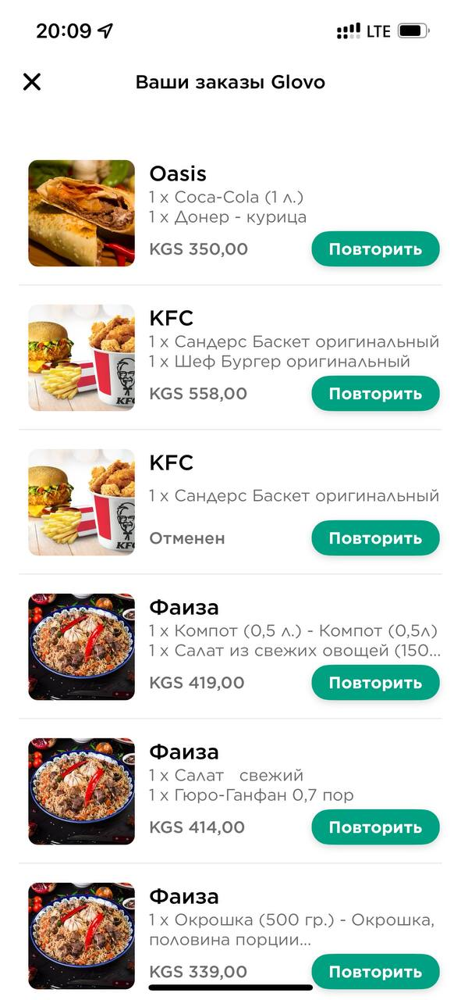 20:09 LTE
Ваши заказы Glovo
Oasis
1 x Coca-Cola (1 л.)
1 x Донер - курица
KGS 350,00 Повторить
KFC
1 x Сандерс Баскет оригинальный
1 x Шеф Бургер оригинальный
KFC
KGS 558,00 Повторить
KFC
1 x Сандерс Баскет оригинальный
KFC
Отменен Повторить
Фаиза
1 x Компот (0,5 л.) - Компот (0,5л)
1 x Салат из свежих овощей (150...
KGS 419,00 Повторить
Фаиза
1 x Салат   свежий
1 x Гюро-Ганфан 0,7 пор
KGS 414,00 Повторить
Фаиза
1 x Окрошка (500 гр.) - Окрошка,
половина порции...
KGS 339,00 Повторить